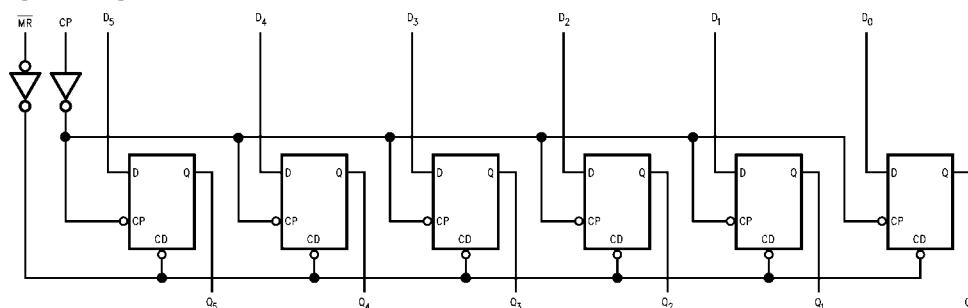 M̅R̅ CP D5 D4 D3 D2 D1 D0
D Q D Q D Q D Q D Q D Q
CP CP CP CP CP CP
CD CD CD CD CD CD
Q5 Q4 Q3 Q2 Q1